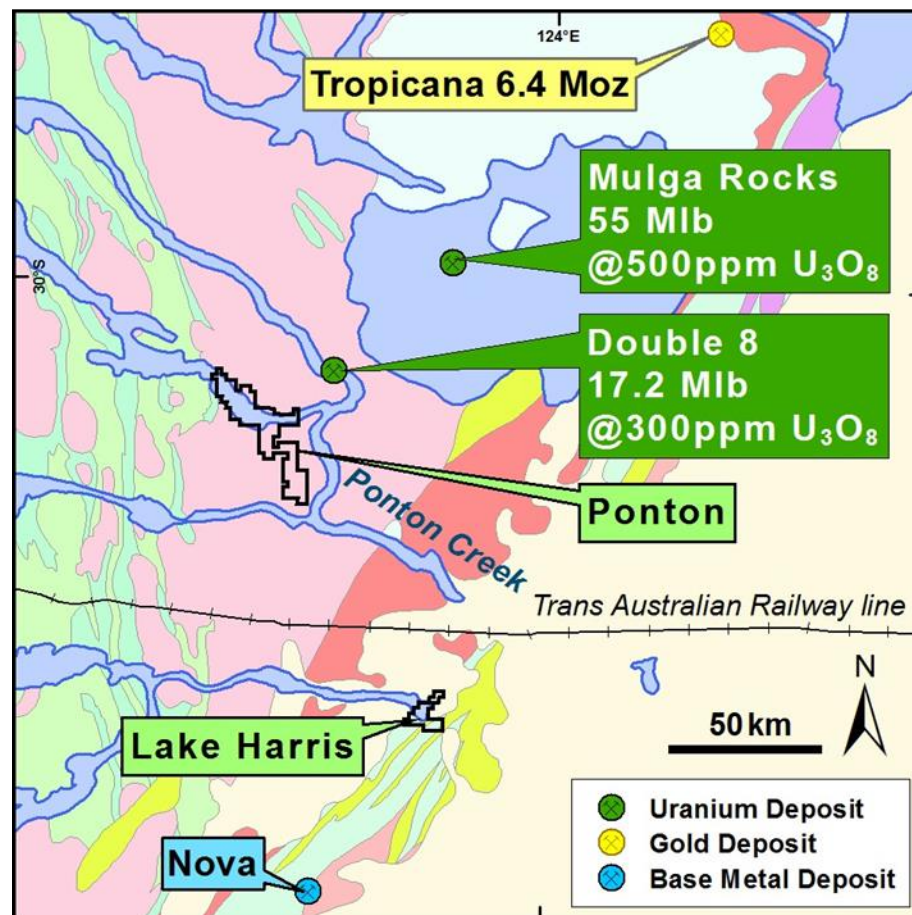 124°E
Tropicana 6.4 Moz
Mulga Rocks
55 Mlb
@500ppm U₃O₈
30°S
Double 8
17.2 Mlb
@300ppm U₃O₈
Ponton Creek
Ponton
Trans Australian Railway line
N
50 km
Lake Harris
Nova
Uranium Deposit
Gold Deposit
Base Metal Deposit